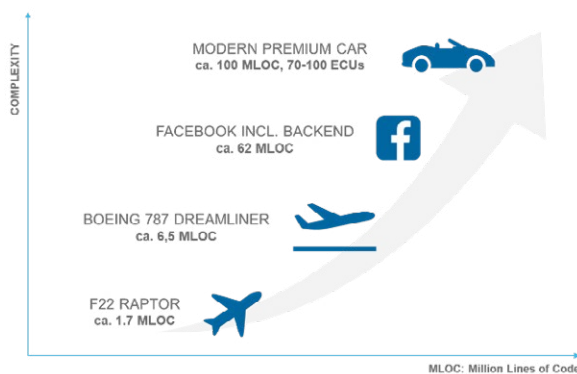 MODERN PREMIUM CAR
ca. 100 MLOC, 70-100 ECUs
COMPLEXITY
FACEBOOK INCL. BACKEND
ca. 62 MLOC
BOEING 787 DREAMLINER
ca. 6,5 MLOC
F22 RAPTOR
ca. 1.7 MLOC
MLOC: Million Lines of Code